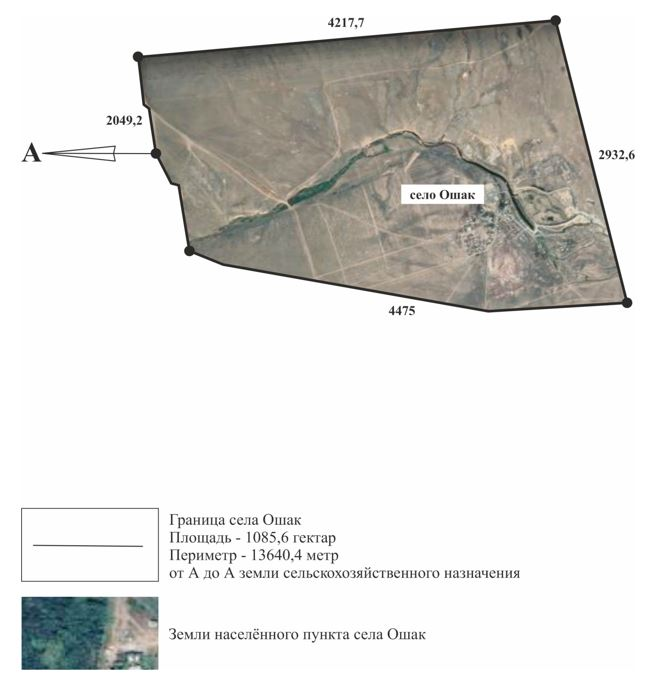 4217,7
2049,2
А
2932,6
село Ошак
4475
Граница села Ошак
Площадь - 1085,6 гектар
Периметр - 13640,4 метр
от А до А земли сельскохозяйственного назначения
Земли населённого пункта села Ошак